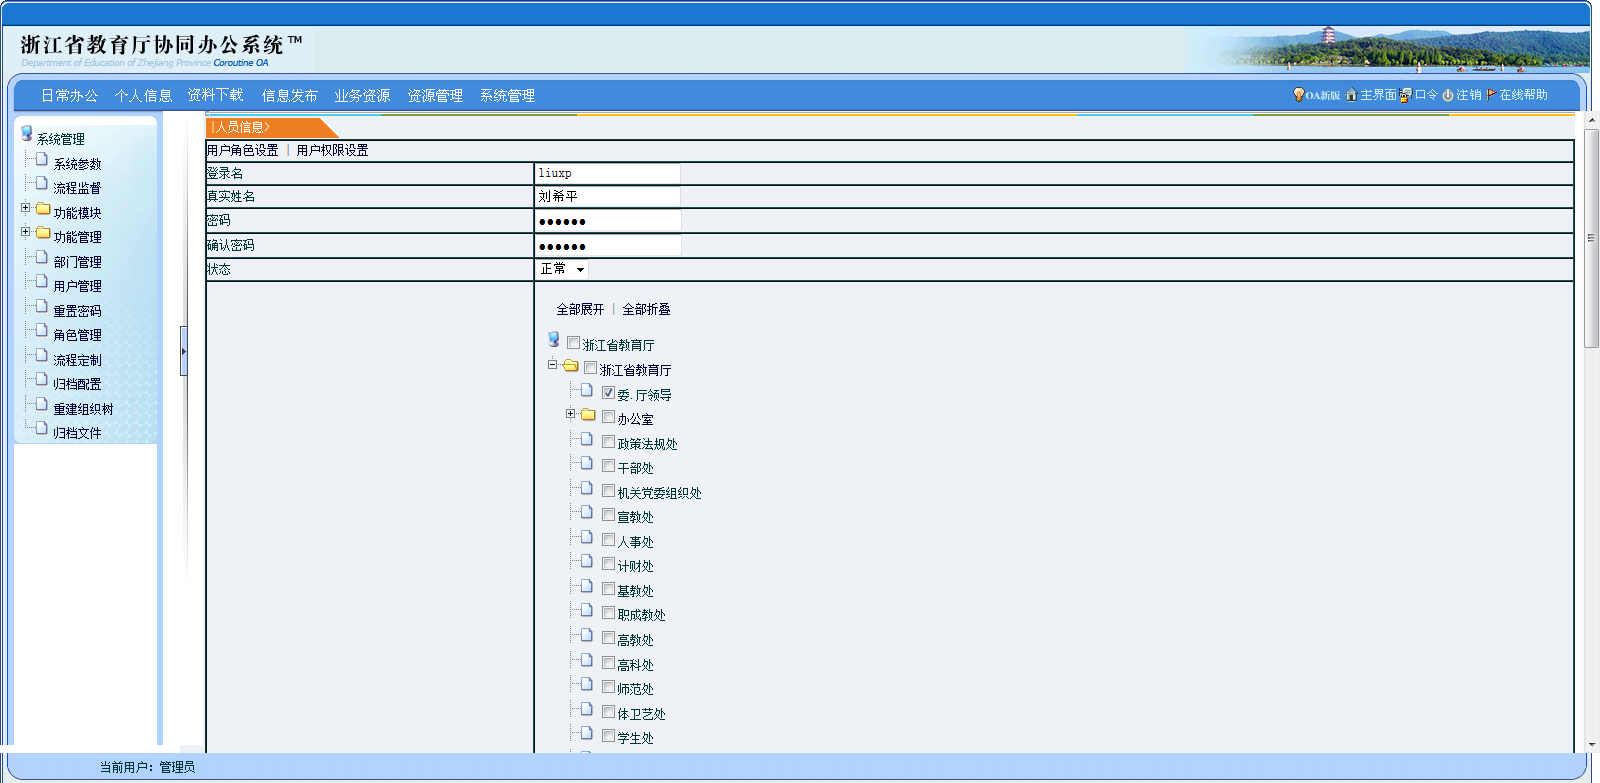 浙江省教育厅协同办公系统™
Department of Education of Zhejiang Province Coroutine OA
日常办公 个人信息 资料下载 信息发布 业务资源 资源管理 系统管理 OA新版 主界面 口令 注销 在线帮助
系统管理
系统参数
流程监督
功能模块
功能管理
部门管理
用户管理
重置密码
角色管理
流程定制
归档配置
重建组织树
归档文件
|人员信息>
用户角色设置 | 用户权限设置
登录名 liuxp
真实姓名 刘希平
密码 ●●●●●●
确认密码 ●●●●●●
状态 正常
全部展开 | 全部折叠
浙江省教育厅
浙江省教育厅
委.厅领导
办公室
政策法规处
干部处
机关党委组织处
宣教处
人事处
计财处
基教处
职成教处
高教处
高科处
师范处
体卫艺处
学生处
当前用户：管理员